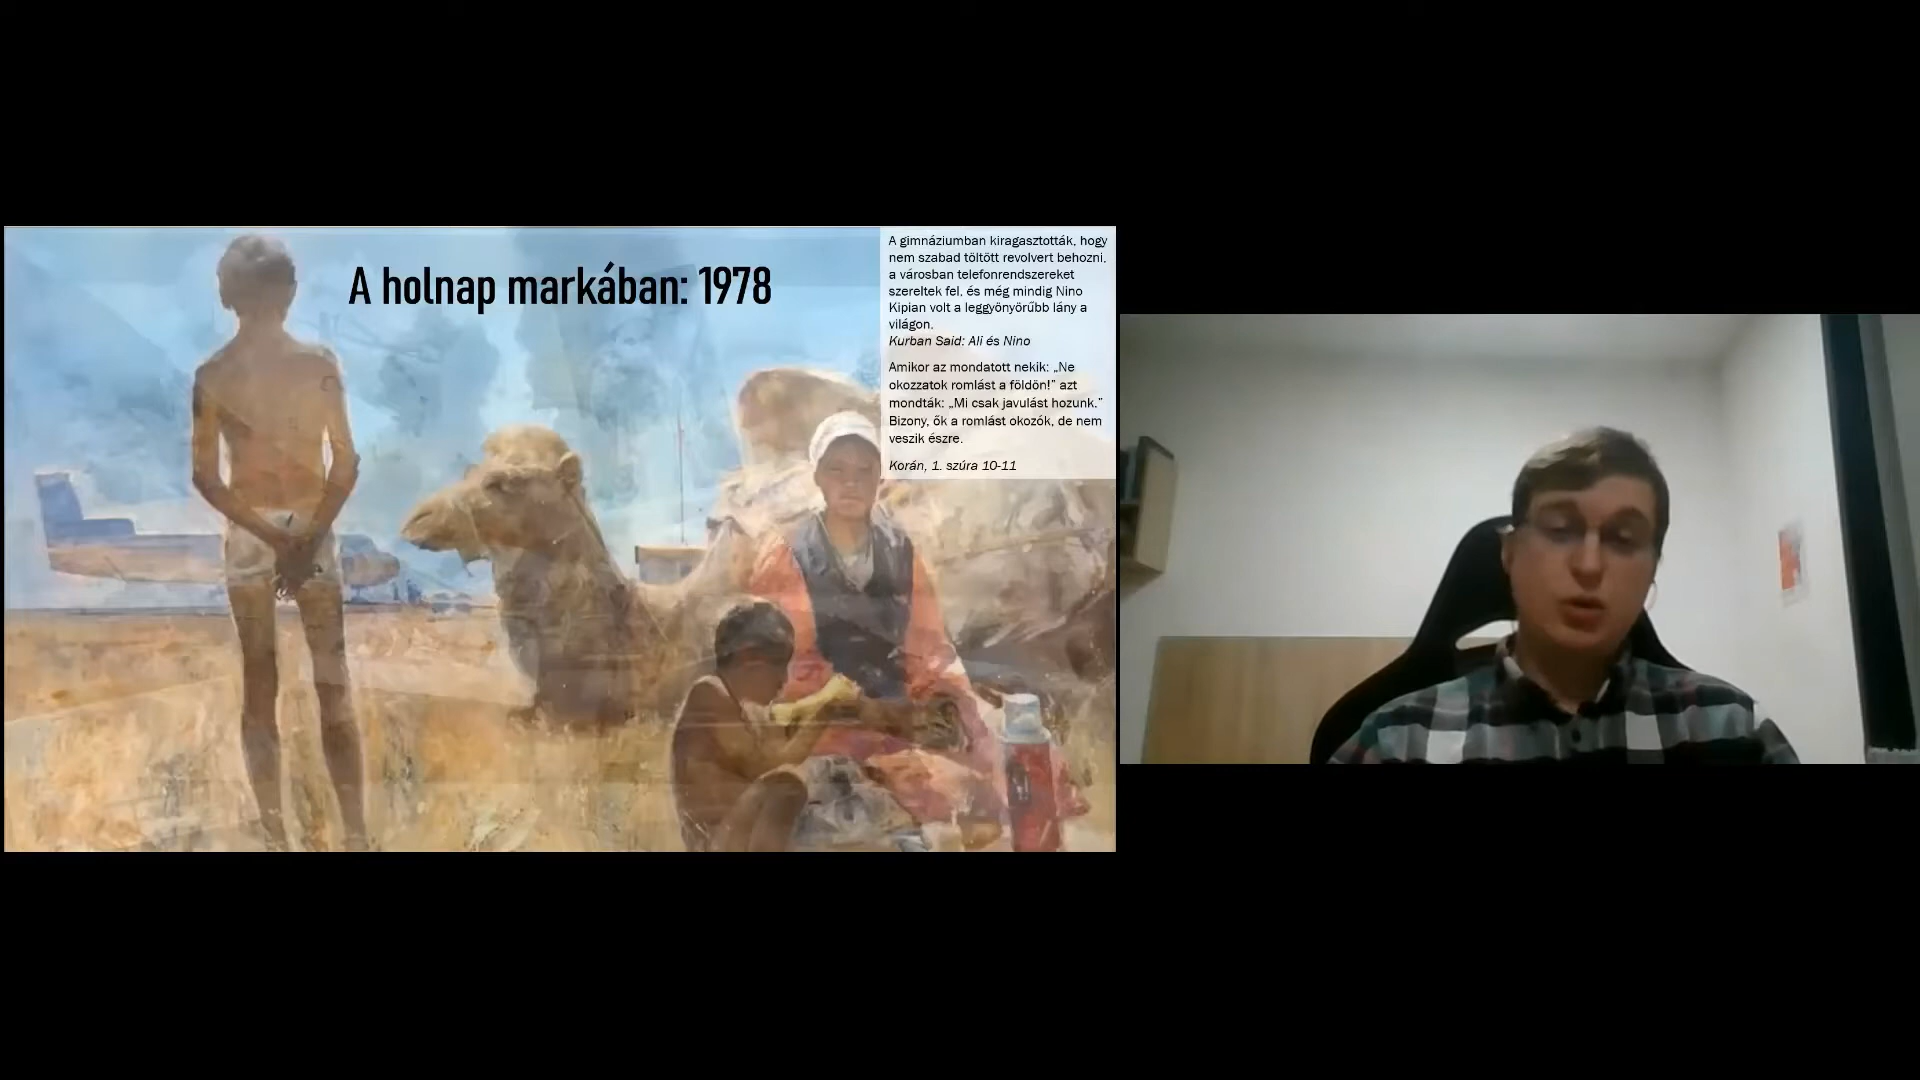 A holnap markában: 1978
A gimnáziumban kiragasztották, hogy
nem szabad töltött revolvert behozni,
a városban telefonrendszereket
szereltek fel, és még mindig Nino
Kipian volt a leggyönyörűbb lány a
világon.
Kurban Said: Ali és Nino
Amikor az mondatott nekik: „Ne
okozzatok romlást a földön!” azt
mondták: „Mi csak javulást hozunk.”
Bizony, ők a romlást okozók, de nem
veszik észre.
Korán, 1. szúra 10-11